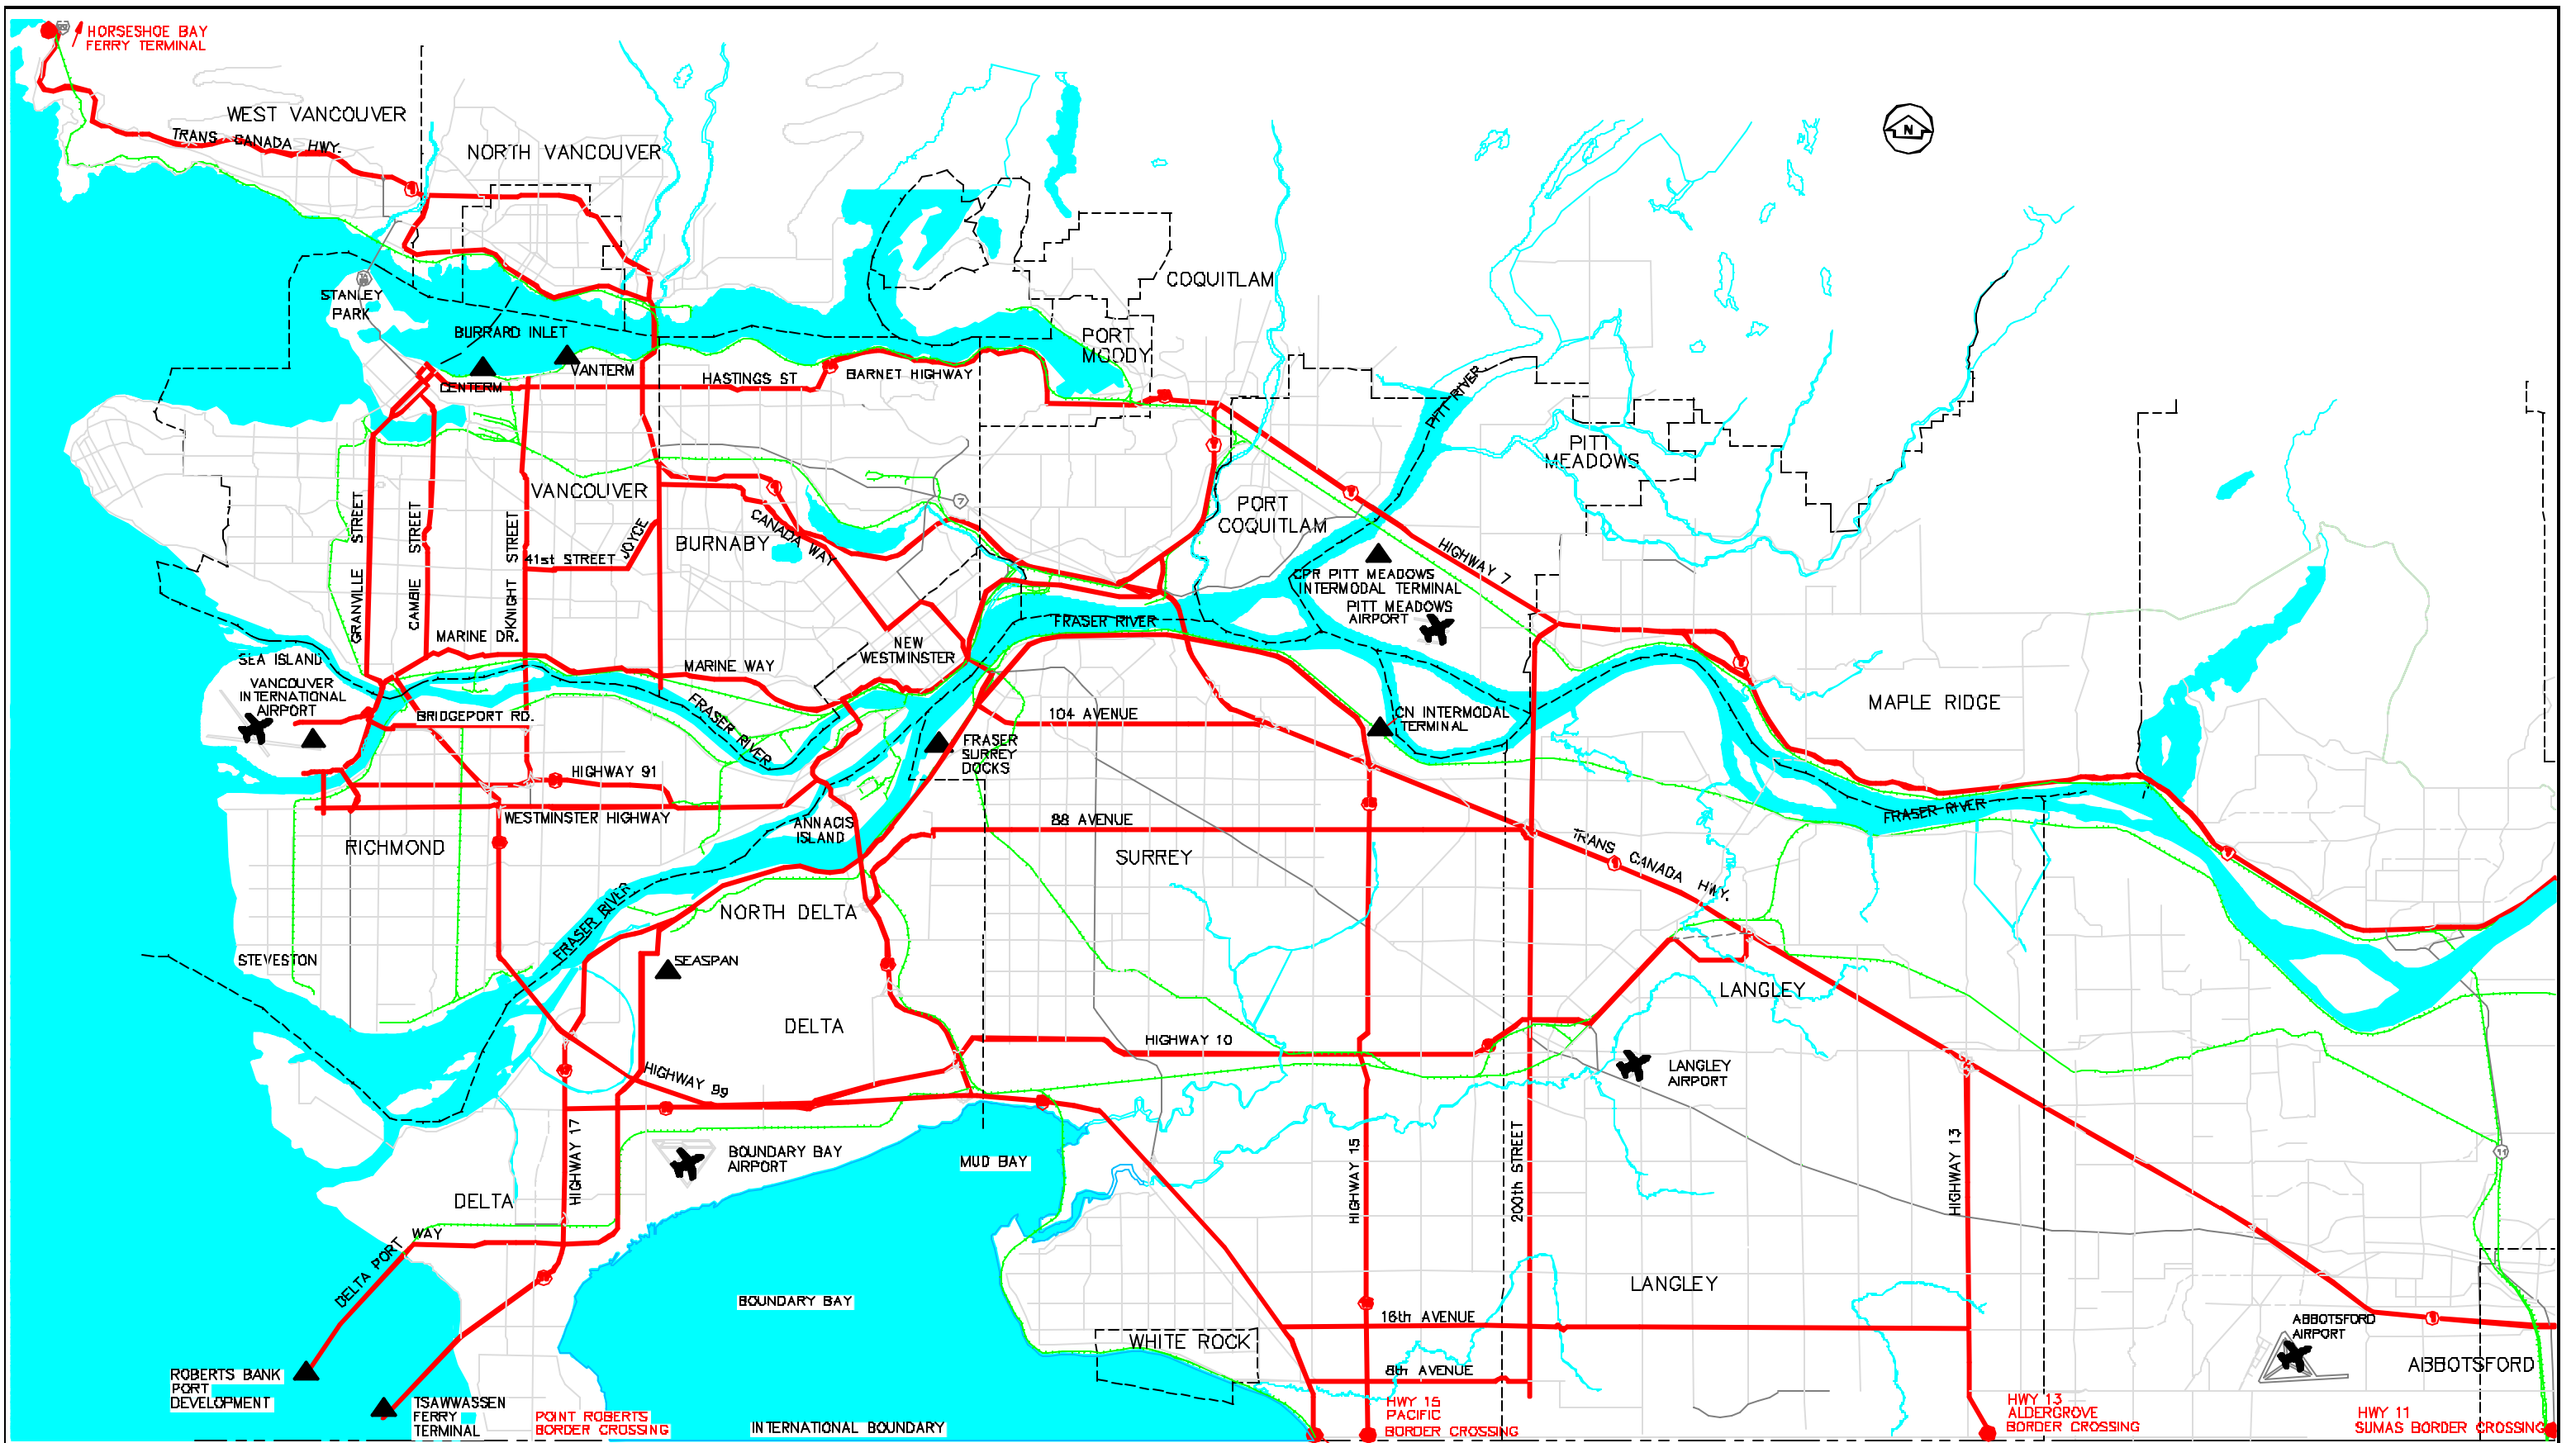 HORSESHOE BAY
FERRY TERMINAL
WEST VANCOUVER
TRANS CANADA HWY.
NORTH VANCOUVER
N
STANLEY
PARK
BURRARD INLET
CENTERM
VANTERM
HASTINGS ST
BARNET HIGHWAY
COQUITLAM
PORT
MOODY
PITT RIVER
PITT
MEADOWS
VANCOUVER
GRANVILLE STREET
CAMBIE STREET
KNIGHT STREET
41st STREET
JOYCE
BURNABY
CANADA WAY
7
PORT
COQUITLAM
HIGHWAY 7
CPR PITT MEADOWS
INTERMODAL TERMINAL
PITT MEADOWS
AIRPORT
MARINE DR.
MARINE WAY
NEW
WESTMINSTER
FRASER RIVER
SEA ISLAND
VANCOUVER
INTERNATIONAL
AIRPORT
BRIDGEPORT RD.
FRASER RIVER
104 AVENUE
CN INTERMODAL
TERMINAL
MAPLE RIDGE
FRASER
SURREY
DOCKS
HIGHWAY 91
WESTMINSTER HIGHWAY
ANNACIS
ISLAND
88 AVENUE
FRASER RIVER
RICHMOND
SURREY
TRANS CANADA HWY.
NORTH DELTA
FRASER RIVER
STEVESTON
SEASPAN
LANGLEY
DELTA
HIGHWAY 10
HIGHWAY 99
LANGLEY
AIRPORT
HIGHWAY 17
BOUNDARY BAY
AIRPORT
MUD BAY
HIGHWAY 15
200th STREET
HIGHWAY 13
11
DELTA
DELTA PORT WAY
LANGLEY
BOUNDARY BAY
16th AVENUE
WHITE ROCK
8th AVENUE
ABBOTSFORD
AIRPORT
ABBOTSFORD
ROBERTS BANK
PORT
DEVELOPMENT
TSAWWASSEN
FERRY
TERMINAL
POINT ROBERTS
BORDER CROSSING
INTERNATIONAL BOUNDARY
HWY 15
PACIFIC
BORDER CROSSING
HWY 13
ALDERGROVE
BORDER CROSSING
HWY 11
SUMAS BORDER CROSSING